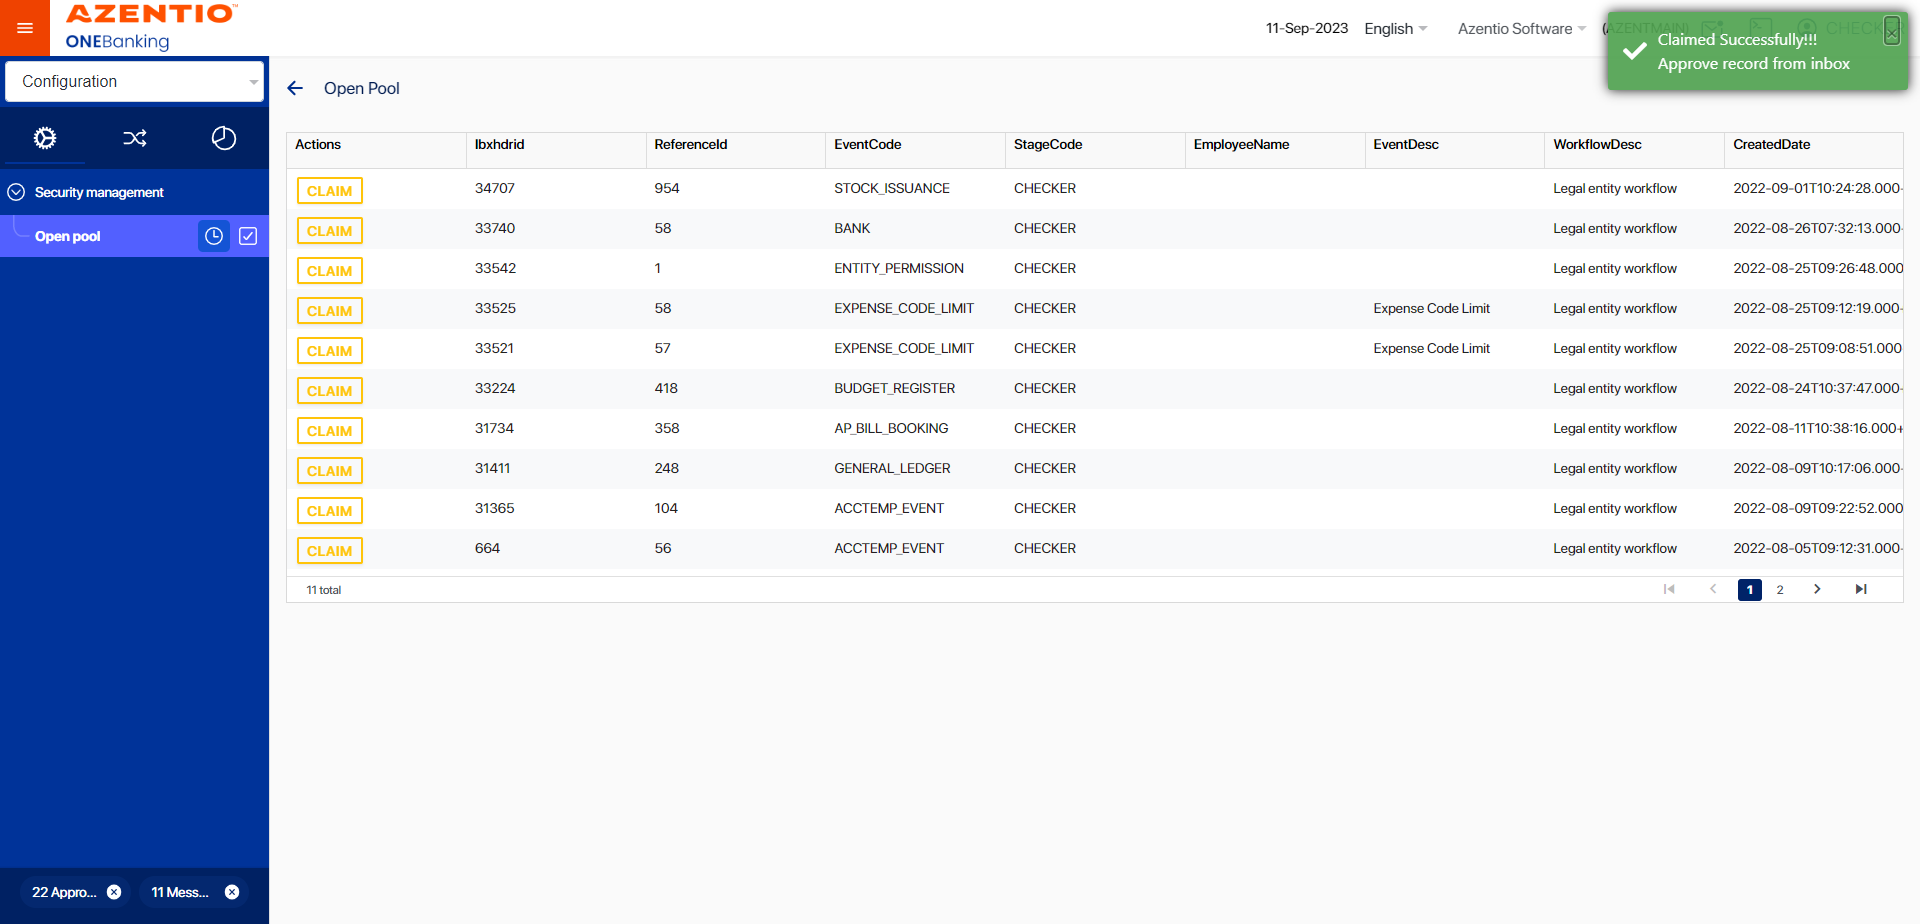 AZENTIO™
ONEBanking
11-Sep-2023
English
Azentio Software
(AZENTMAIN)
CHECK
Claimed Successfully!!!
Approve record from inbox
Configuration
Security management
Open pool
Open Pool
Actions Ibxhdrid ReferenceId EventCode StageCode EmployeeName EventDesc WorkflowDesc CreatedDate
CLAIM 34707 954 STOCK_ISSUANCE CHECKER Legal entity workflow 2022-09-01T10:24:28.000-
CLAIM 33740 58 BANK CHECKER Legal entity workflow 2022-08-26T07:32:13.000-
CLAIM 33542 1 ENTITY_PERMISSION CHECKER Legal entity workflow 2022-08-25T09:26:48.000
CLAIM 33525 58 EXPENSE_CODE_LIMIT CHECKER Expense Code Limit Legal entity workflow 2022-08-25T09:12:19.000-
CLAIM 33521 57 EXPENSE_CODE_LIMIT CHECKER Expense Code Limit Legal entity workflow 2022-08-25T09:08:51.000
CLAIM 33224 418 BUDGET_REGISTER CHECKER Legal entity workflow 2022-08-24T10:37:47.000-
CLAIM 31734 358 AP_BILL_BOOKING CHECKER Legal entity workflow 2022-08-11T10:38:16.000+
CLAIM 31411 248 GENERAL_LEDGER CHECKER Legal entity workflow 2022-08-09T10:17:06.000-
CLAIM 31365 104 ACCTEMP_EVENT CHECKER Legal entity workflow 2022-08-09T09:22:52.000
CLAIM 664 56 ACCTEMP_EVENT CHECKER Legal entity workflow 2022-08-05T09:12:31.000-
11 total
1 2
22 Appro...
11 Mess...